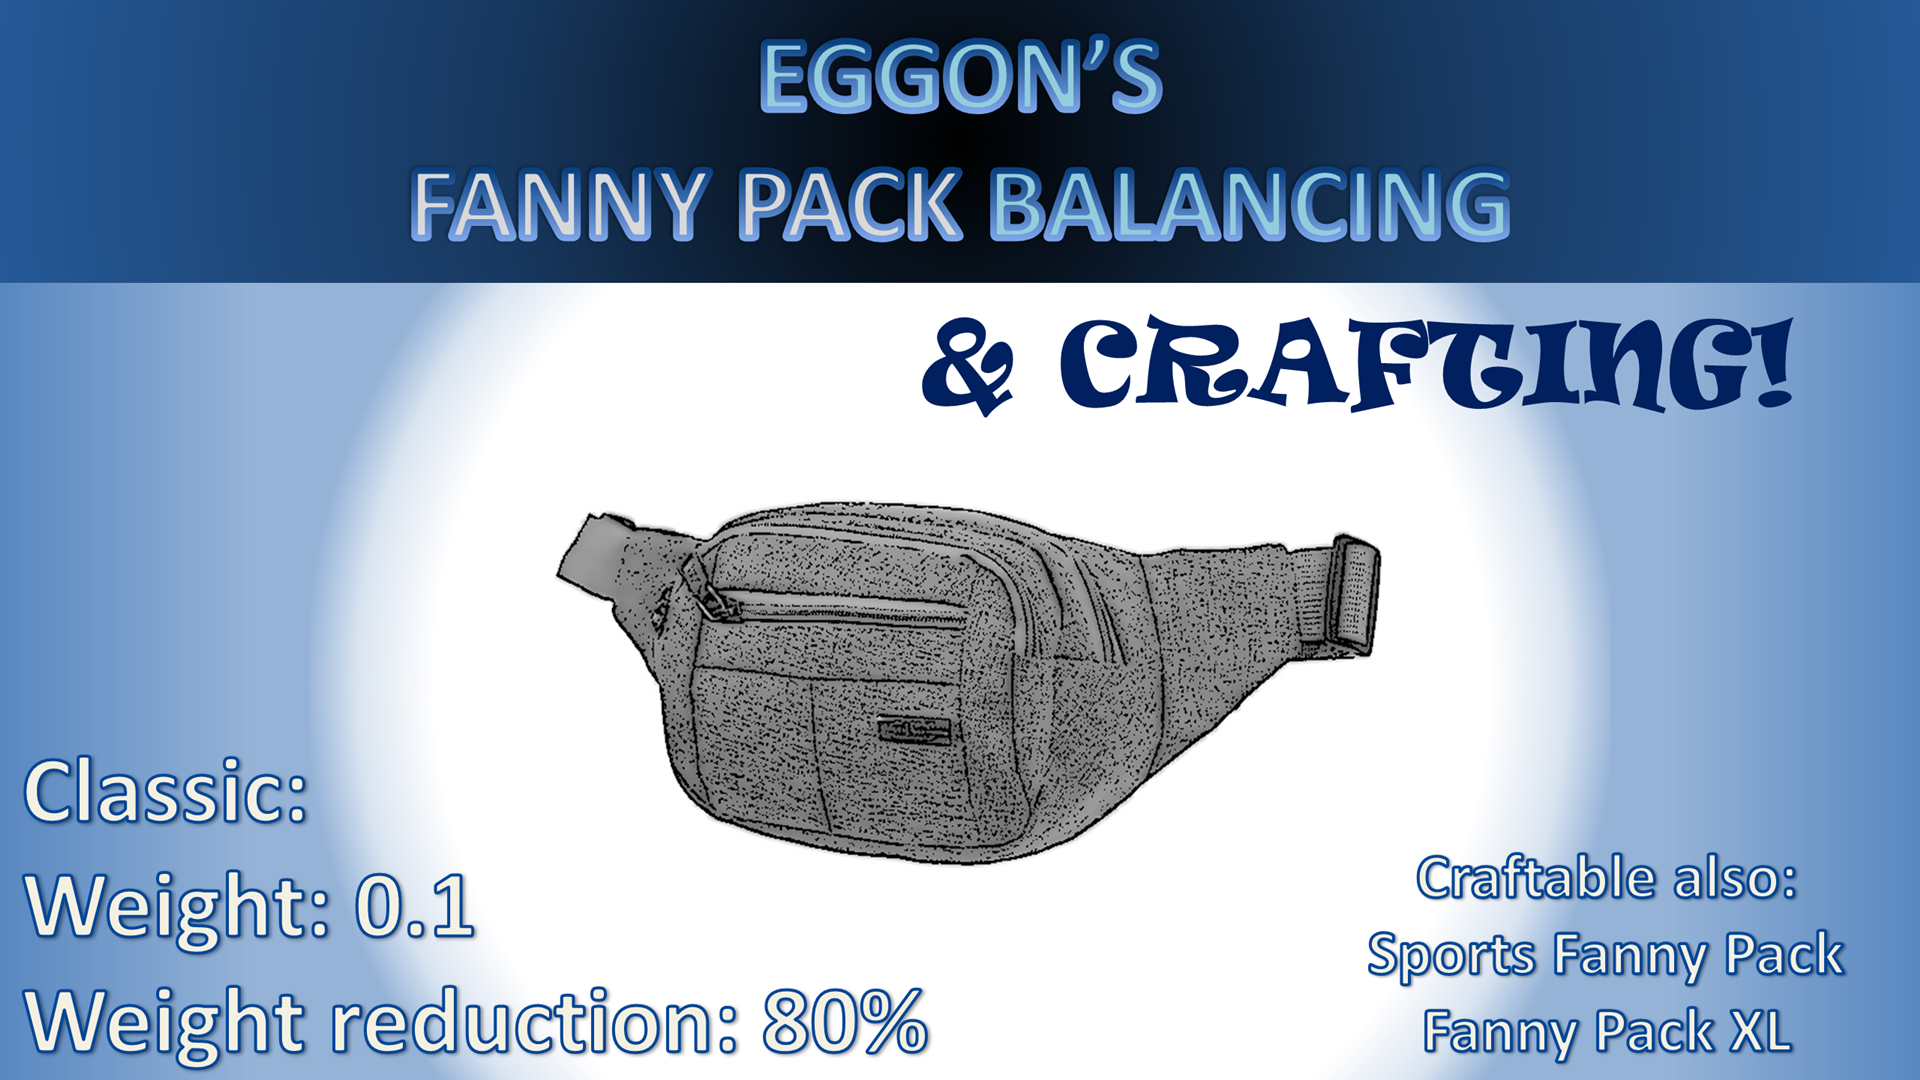 EGGON'S
FANNY PACK BALANCING
& CRAFTING!
Classic:
Weight: 0.1
Weight reduction: 80%
Craftable also:
Sports Fanny Pack
Fanny Pack XL